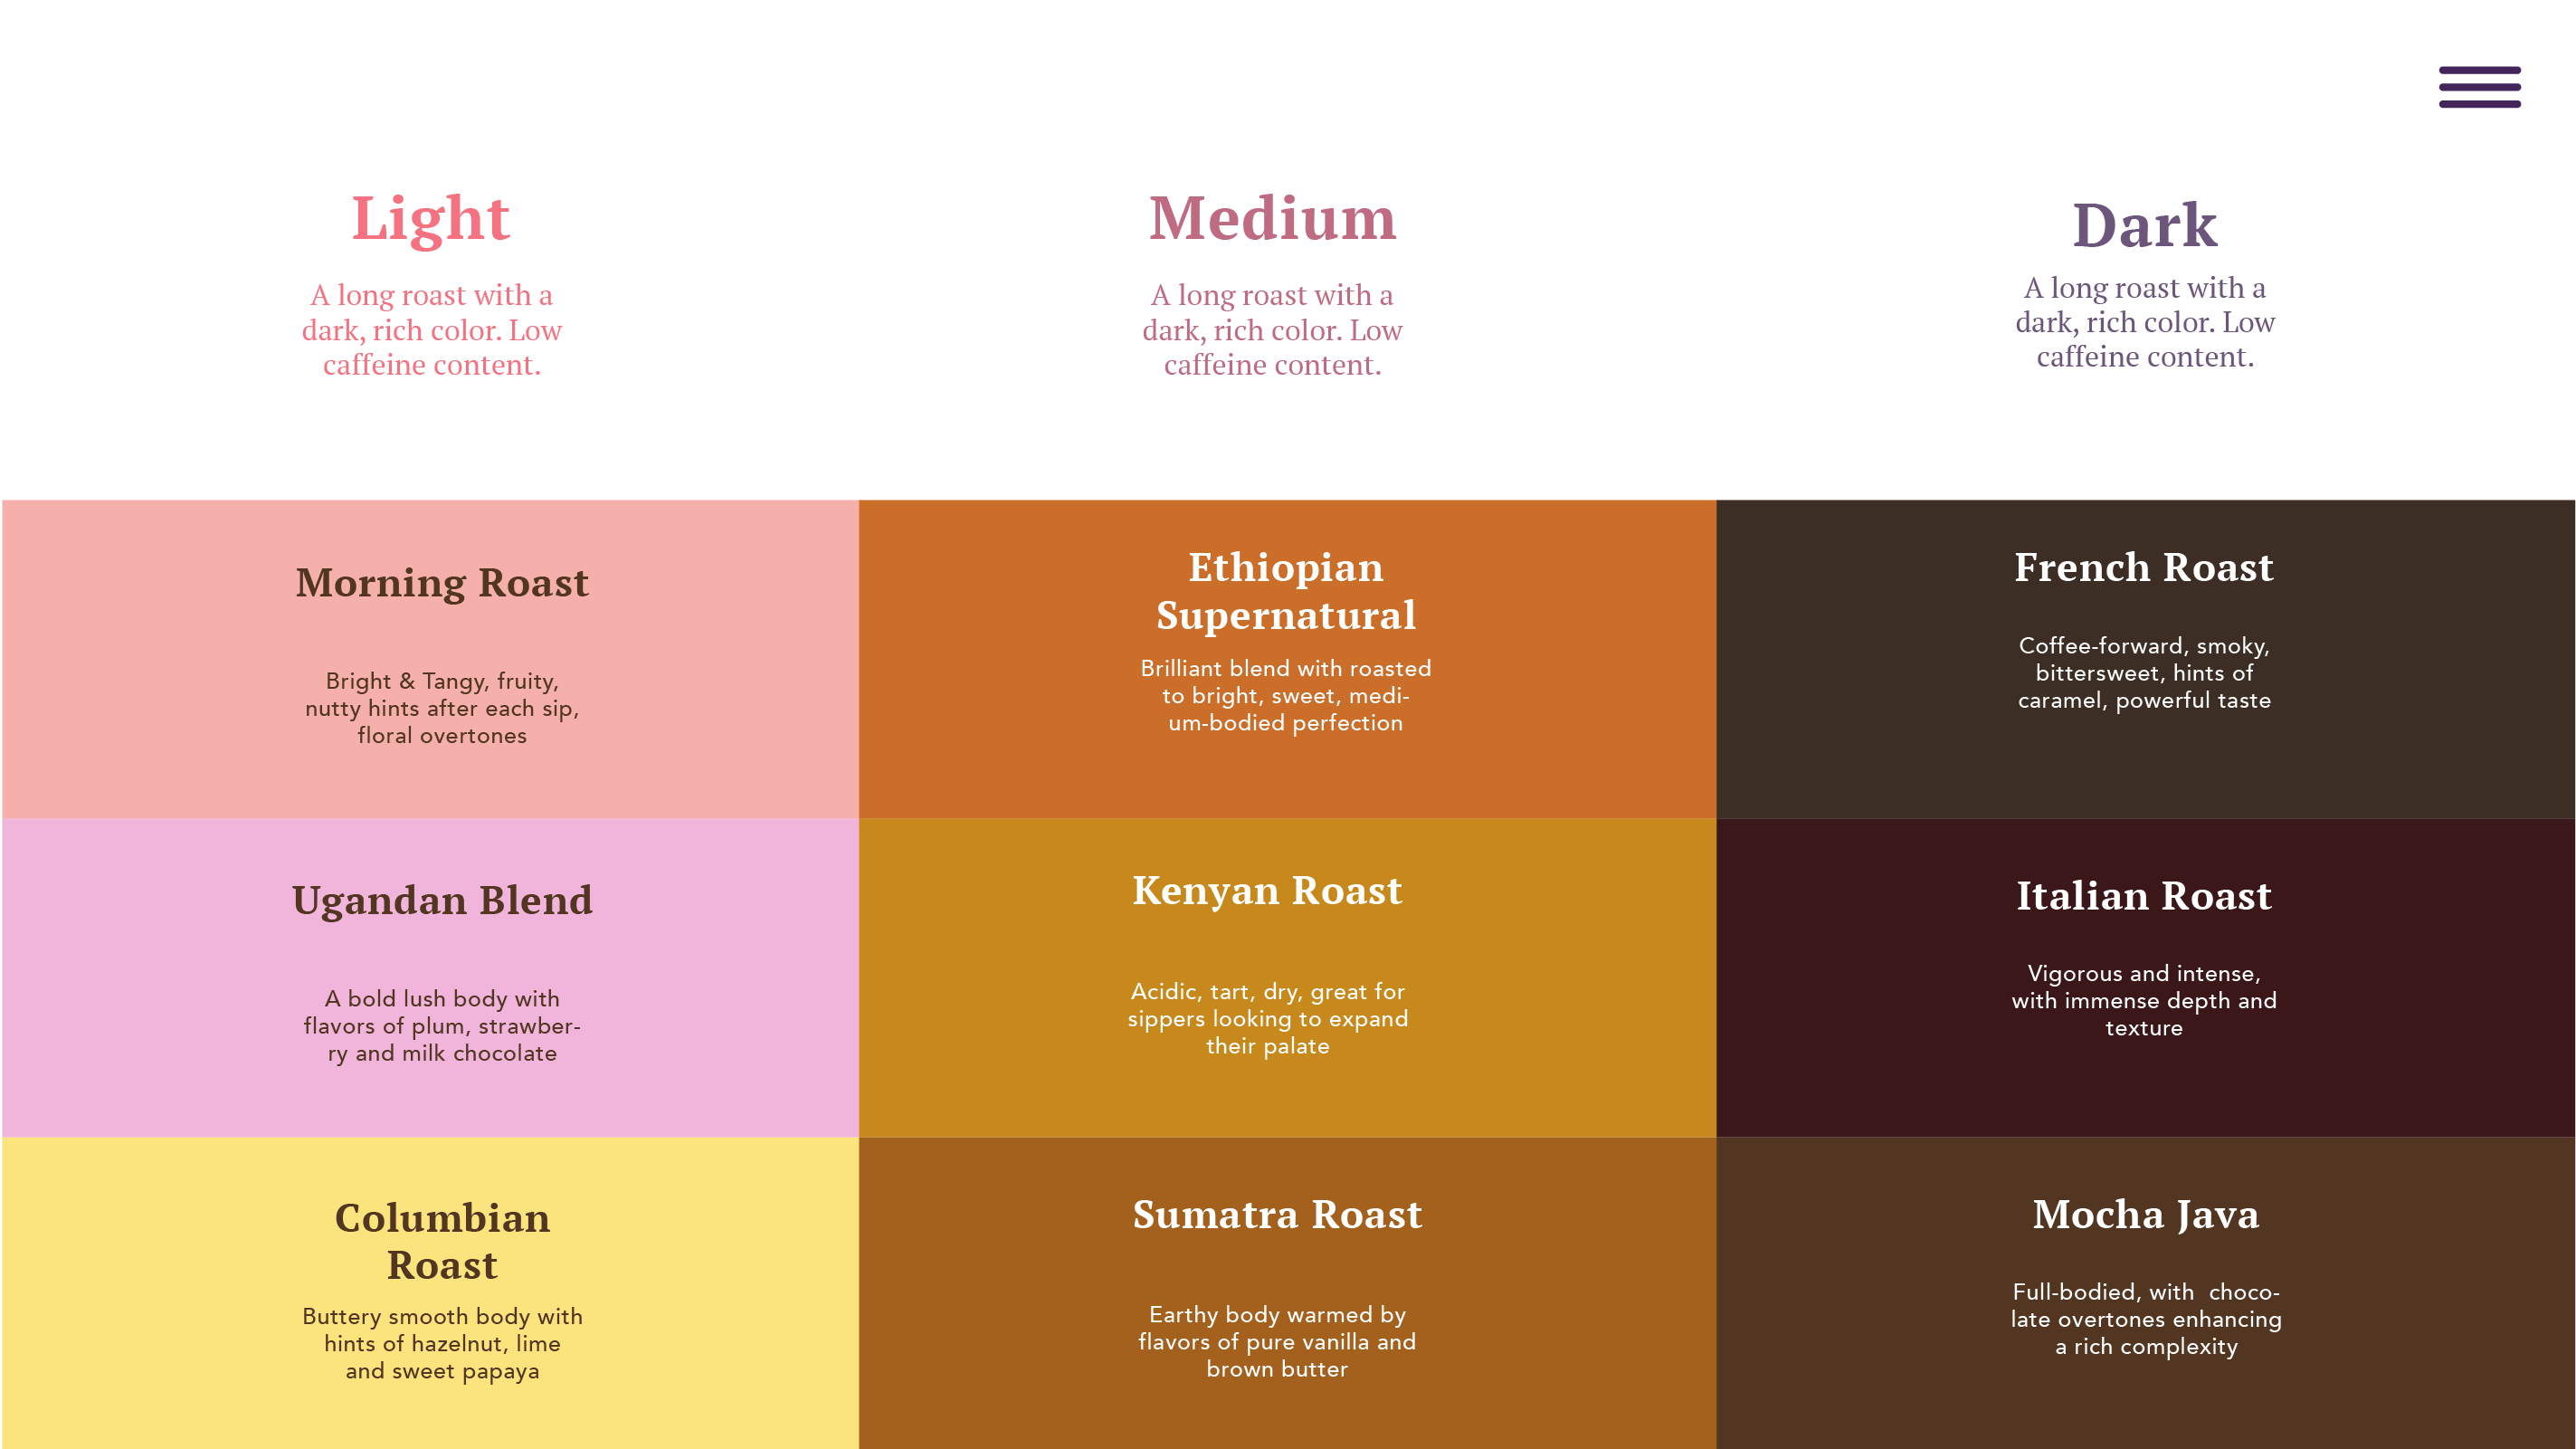 Light
A long roast with a
dark, rich color. Low
caffeine content.
Medium
A long roast with a
dark, rich color. Low
caffeine content.
Dark
A long roast with a
dark, rich color. Low
caffeine content.
Morning Roast
Bright & Tangy, fruity,
nutty hints after each sip,
floral overtones
Ethiopian
Supernatural
Brilliant blend with roasted
to bright, sweet, medi-
um-bodied perfection
French Roast
Coffee-forward, smoky,
bittersweet, hints of
caramel, powerful taste
Ugandan Blend
A bold lush body with
flavors of plum, strawber-
ry and milk chocolate
Kenyan Roast
Acidic, tart, dry, great for
sippers looking to expand
their palate
Italian Roast
Vigorous and intense,
with immense depth and
texture
Columbian
Roast
Buttery smooth body with
hints of hazelnut, lime
and sweet papaya
Sumatra Roast
Earthy body warmed by
flavors of pure vanilla and
brown butter
Mocha Java
Full-bodied, with  choco-
late overtones enhancing
a rich complexity